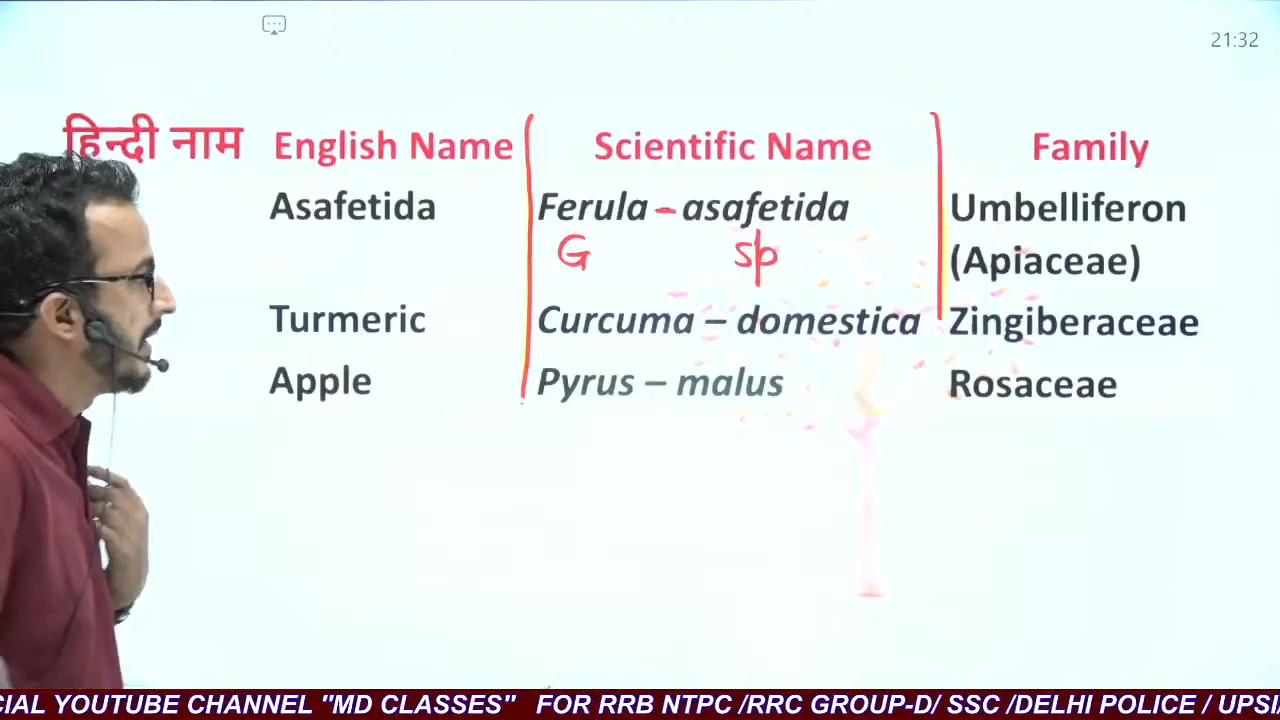 21:32
हिन्दी नाम English Name Scientific Name Family
Asafetida Ferula - asafetida Umbelliferon
G sp (Apiaceae)
Turmeric Curcuma – domestica Zingiberaceae
Apple Pyrus – malus Rosaceae
CIAL YOUTUBE CHANNEL "MD CLASSES" FOR RRB NTPC /RRC GROUP-D/ SSC /DELHI POLICE / UPSI